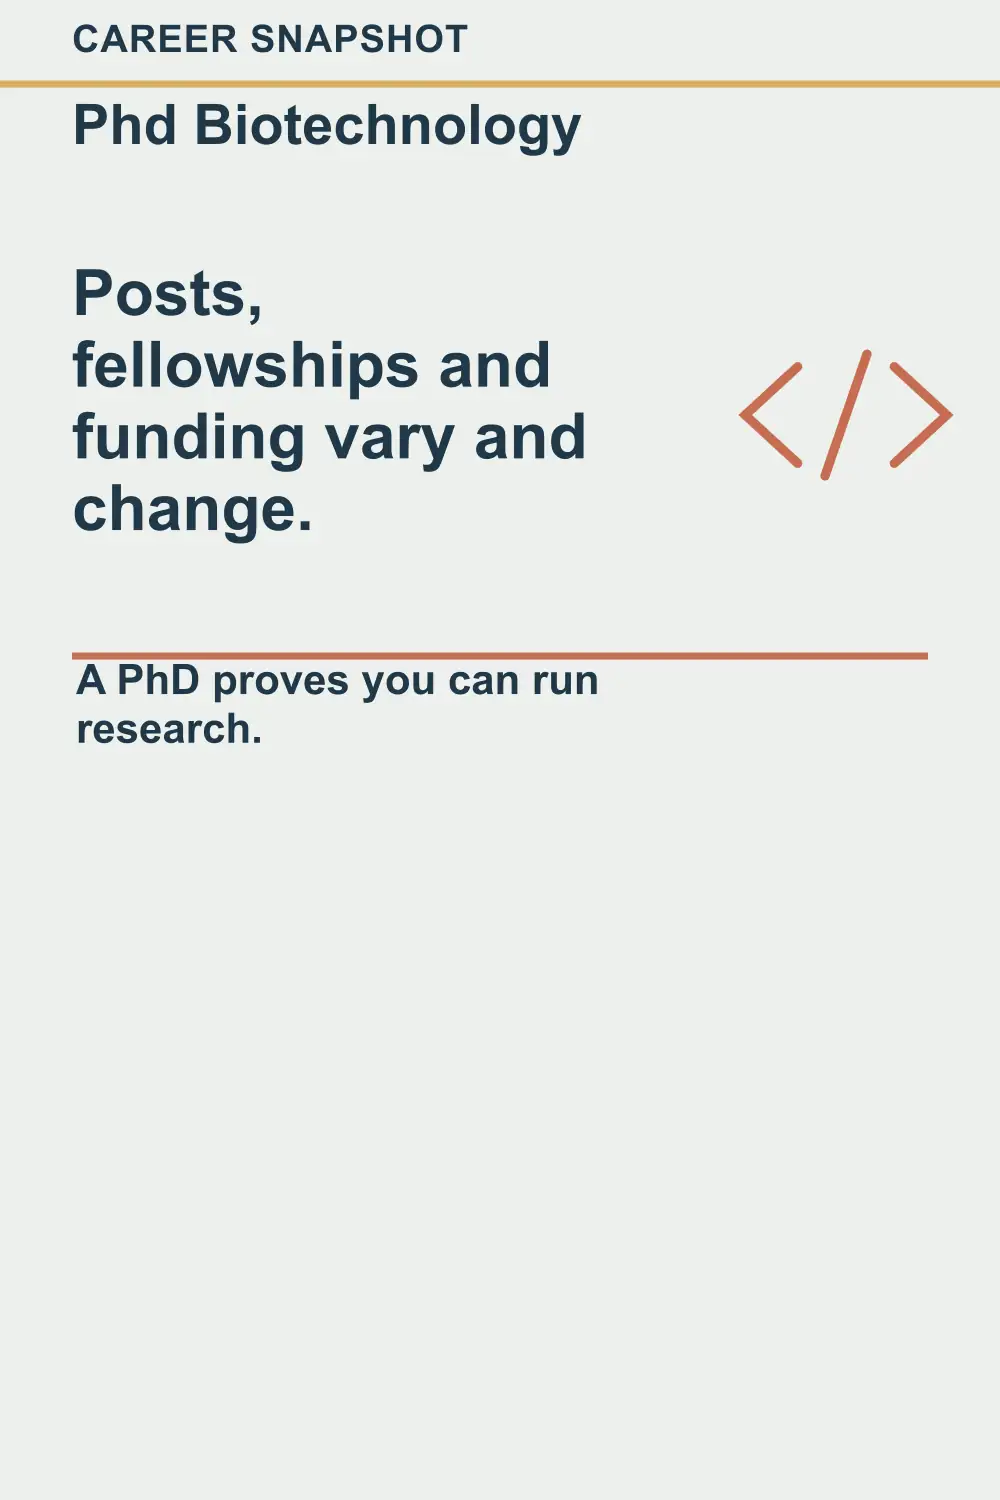 CAREER SNAPSHOT
Phd Biotechnology
Posts,
fellowships and
funding vary and
change.
A PhD proves you can run
research.